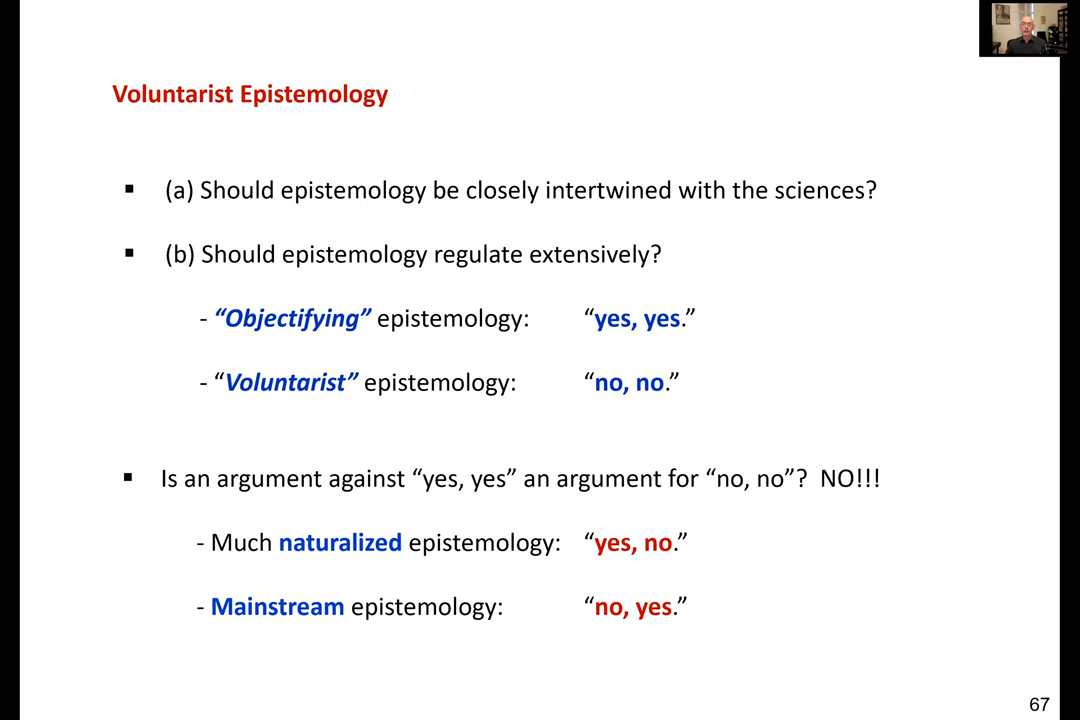 Voluntarist Epistemology
▪ (a) Should epistemology be closely intertwined with the sciences?
▪ (b) Should epistemology regulate extensively?
- “Objectifying” epistemology: “yes, yes.”
- “Voluntarist” epistemology: “no, no.”
▪ Is an argument against “yes, yes” an argument for “no, no”? NO!!!
- Much naturalized epistemology: “yes, no.”
- Mainstream epistemology: “no, yes.”
67